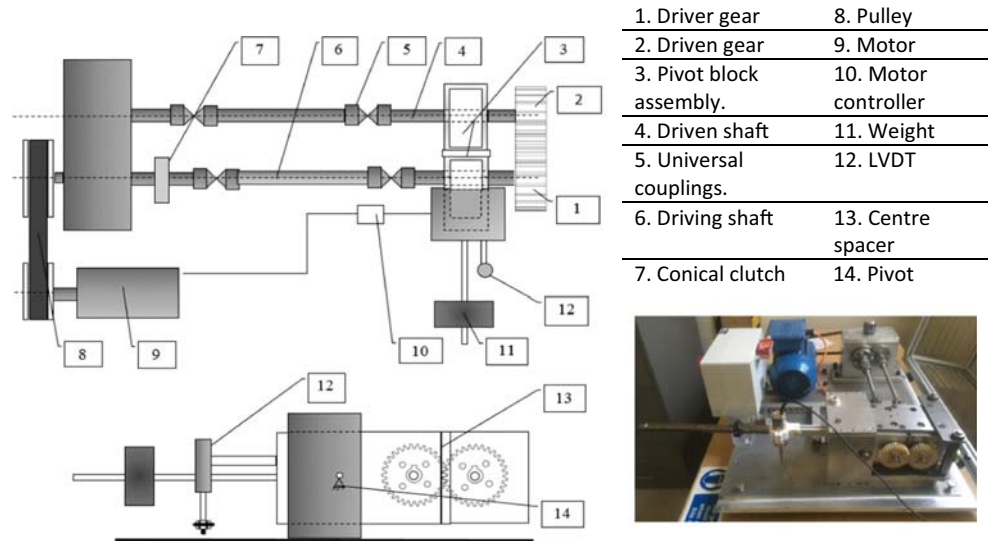 7
6
5
4
3
2
1
12
8
9
10
11
12
13
14
1. Driver gear 8. Pulley
2. Driven gear 9. Motor
3. Pivot block 10. Motor
assembly. controller
4. Driven shaft 11. Weight
5. Universal 12. LVDT
couplings.
6. Driving shaft 13. Centre
spacer
7. Conical clutch 14. Pivot